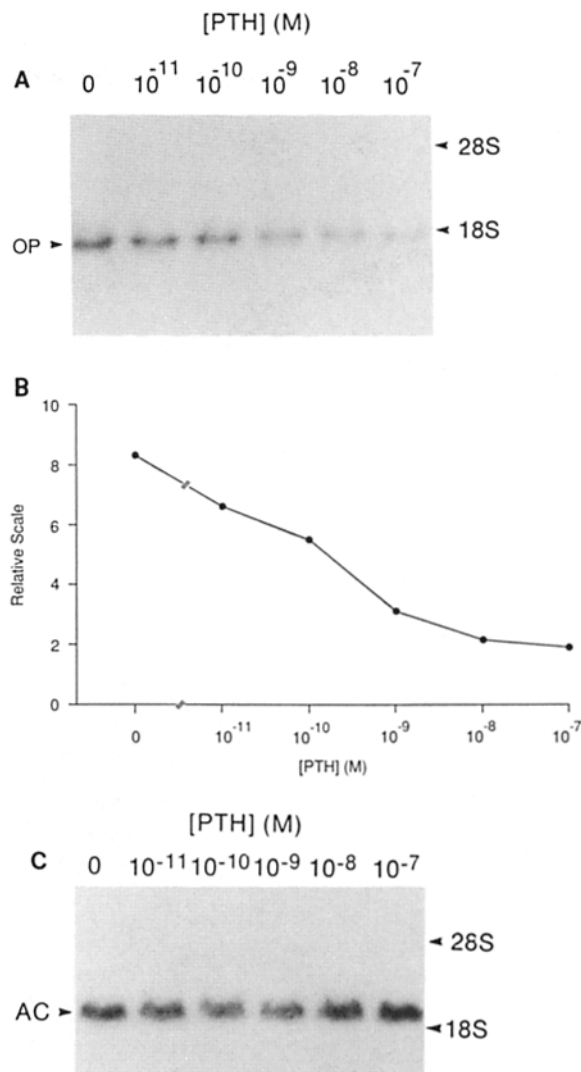 [PTH] (M)
A 0 10⁻¹¹ 10⁻¹⁰ 10⁻⁹ 10⁻⁸ 10⁻⁷
28S
18S
OP
B
10
8
6
4
2
0
Relative Scale
0 10⁻¹¹ 10⁻¹⁰ 10⁻⁹ 10⁻⁸ 10⁻⁷
[PTH] (M)
[PTH] (M)
C 0 10⁻¹¹ 10⁻¹⁰ 10⁻⁹ 10⁻⁸ 10⁻⁷
28S
AC
18S